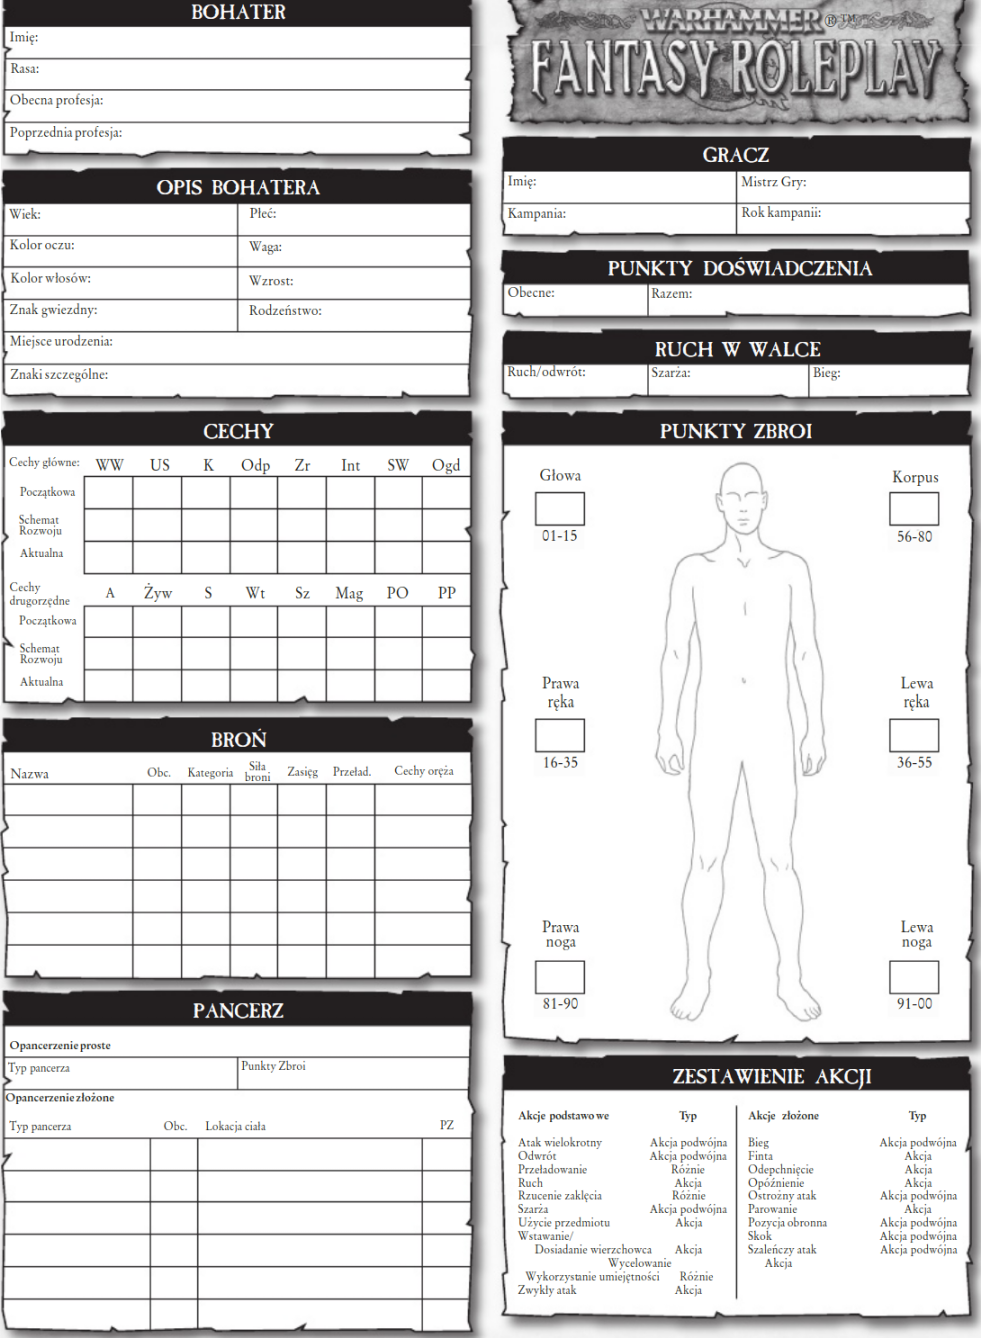 BOHATER
Imię:
Rasa:
Obecna profesja:
Poprzednia profesja:
OPIS BOHATERA
Wiek:
Płeć:
Kolor oczu:
Waga:
Kolor włosów:
Wzrost:
Znak gwiezdny:
Rodzeństwo:
Miejsce urodzenia:
Znaki szczególne:
CECHY
Cechy główne: WW US K Odp Zr Int SW Ogd
Początkowa
Schemat
Rozwoju
Aktualna
Cechy
drugorzędne A Żyw S Wt Sz Mag PO PP
Początkowa
Schemat
Rozwoju
Aktualna
BROŃ
Nazwa Obc. Kategoria Siła broni Zasięg Przeład. Cechy oręża
PANCERZ
Opancerzenie proste
Typ pancerza Punkty Zbroi
Opancerzenie złożone
Typ pancerza Obc. Lokacja ciała PZ
WARHAMMER ® ™
FANTASY ROLEPLAY
GRACZ
Imię: Mistrz Gry:
Kampania: Rok kampanii:
PUNKTY DOŚWIADCZENIA
Obecne: Razem:
RUCH W WALCE
Ruch/odwrót: Szarża: Bieg:
PUNKTY ZBROI
Głowa
01-15
Korpus
56-80
Prawa
ręka
16-35
Lewa
ręka
36-55
Prawa
noga
81-90
Lewa
noga
91-00
ZESTAWIENIE AKCJI
Akcje podstawowe Typ
Atak wielokrotny Akcja podwójna
Odwrót Akcja podwójna
Przeładowanie Różnie
Ruch Akcja
Rzucenie zaklęcia Różnie
Szarża Akcja podwójna
Użycie przedmiotu Akcja
Wstawanie/
Dosiadanie wierzchowca Akcja
Wycelowanie Akcja
Wykorzystanie umiejętności Różnie
Zwykły atak Akcja
Akcje złożone Typ
Bieg Akcja podwójna
Finta Akcja
Odepchnięcie Akcja
Opóźnienie Akcja
Ostrożny atak Akcja podwójna
Parowanie Akcja
Pozycja obronna Akcja podwójna
Skok Akcja podwójna
Szaleńczy atak Akcja podwójna